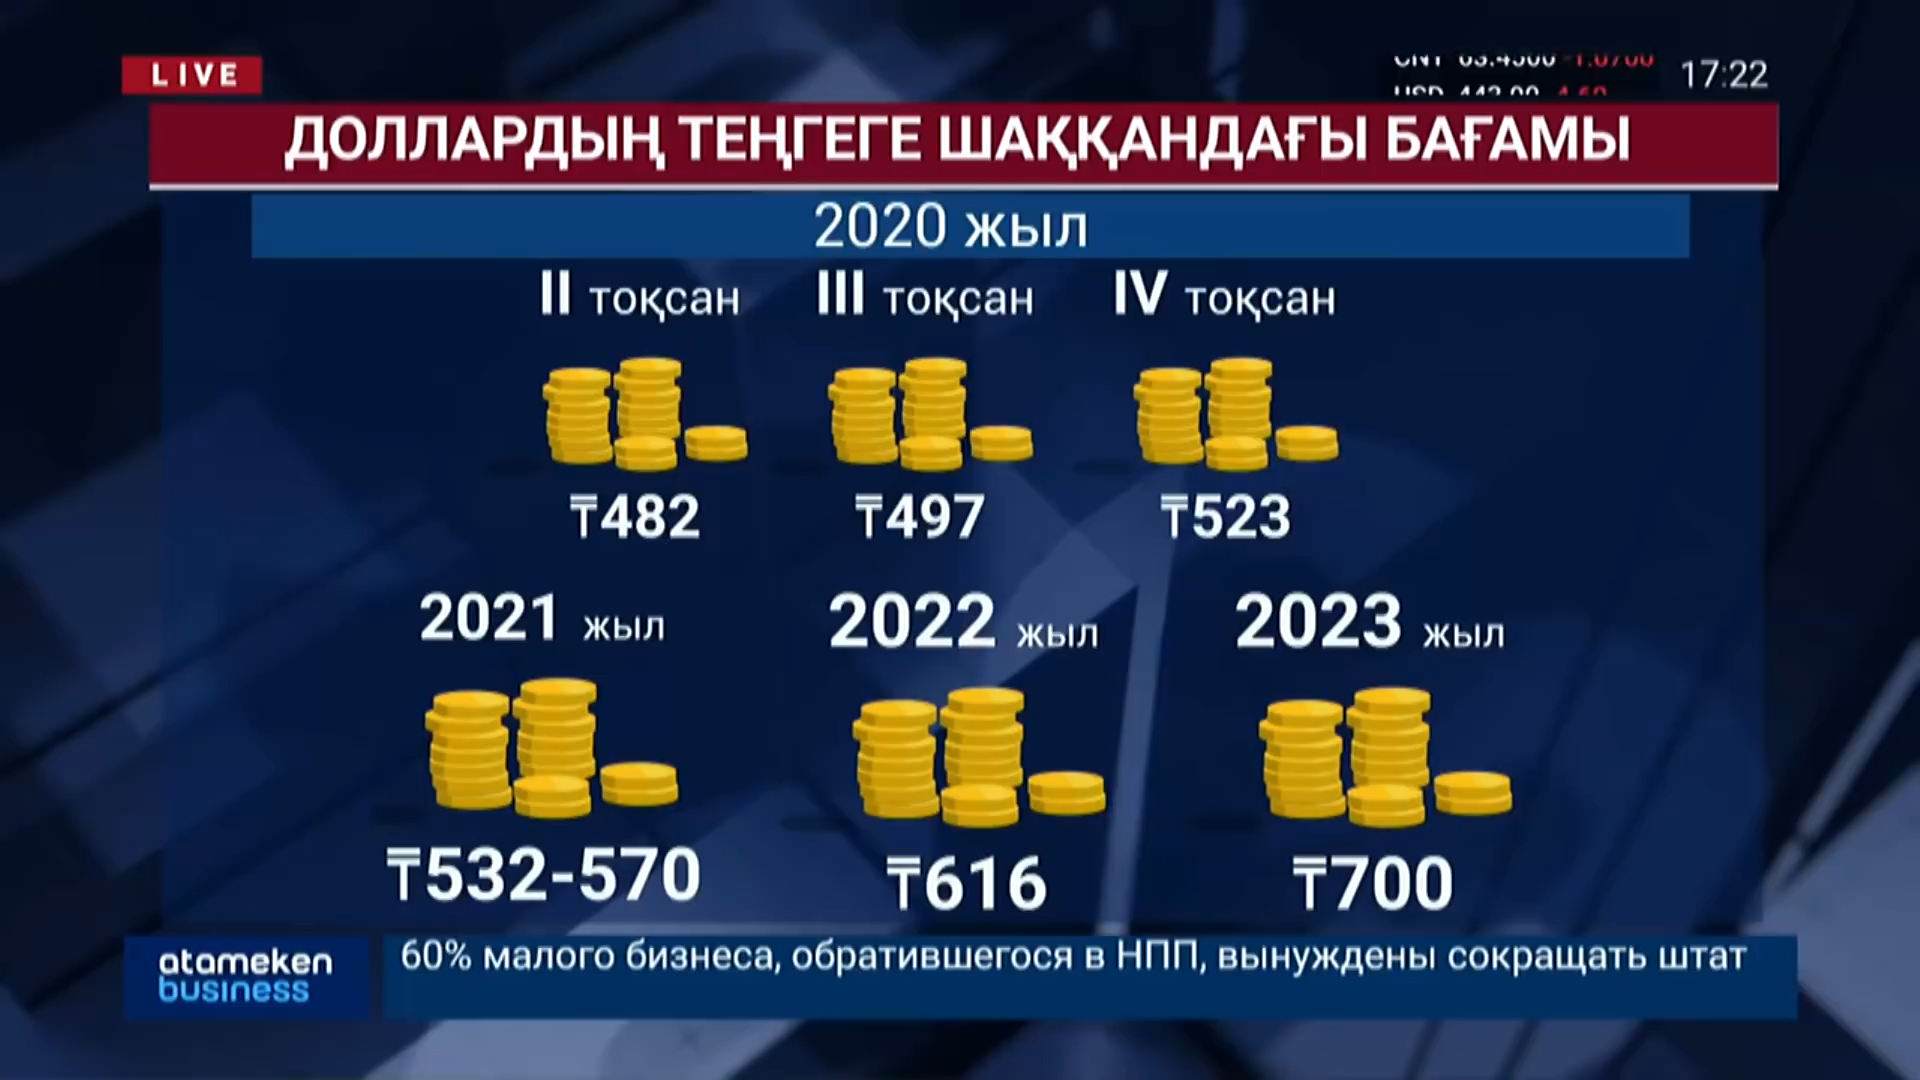 LIVE
17:22
ДОЛЛАРДЫҢ ТЕҢГЕГЕ ШАҚҚАНДАҒЫ БАҒАМЫ
2020 жыл
II тоқсан III тоқсан IV тоқсан
₸482 ₸497 ₸523
2021 жыл 2022 жыл 2023 жыл
₸532-570 ₸616 ₸700
atameken
business
60% малого бизнеса, обратившегося в НПП, вынуждены сокращать штат